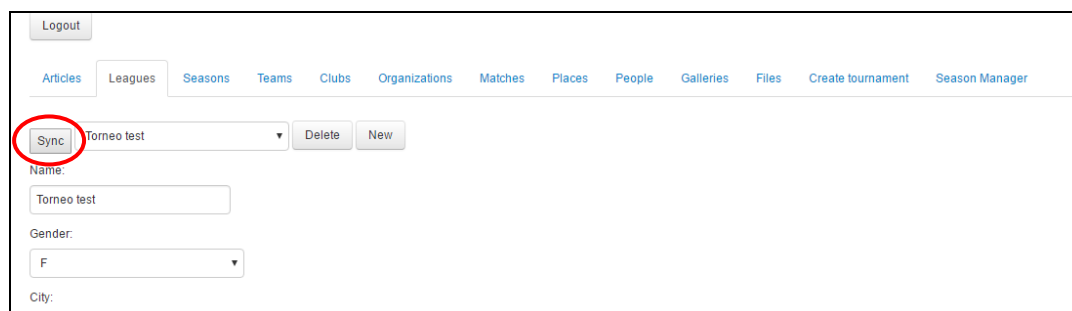 Logout
Articles Leagues Seasons Teams Clubs Organizations Matches Places People Galleries Files Create tournament Season Manager
Sync Torneo test Delete New
Name:
Torneo test
Gender:
F
City: